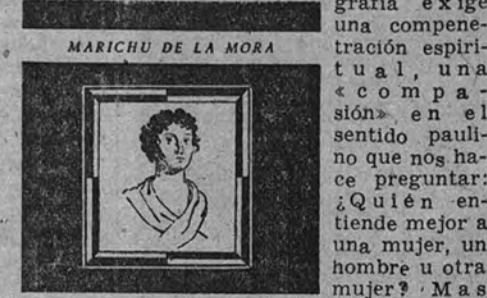 MARICHU DE LA MORA
grafía exige
una compene-
tración espiri-
tual, una
«compa-
sión» en el
sentido pauli-
no que nos ha-
ce preguntar:
¿Quién en-
tiende mejor a
una mujer, un
hombre u otra
mujer? Mas